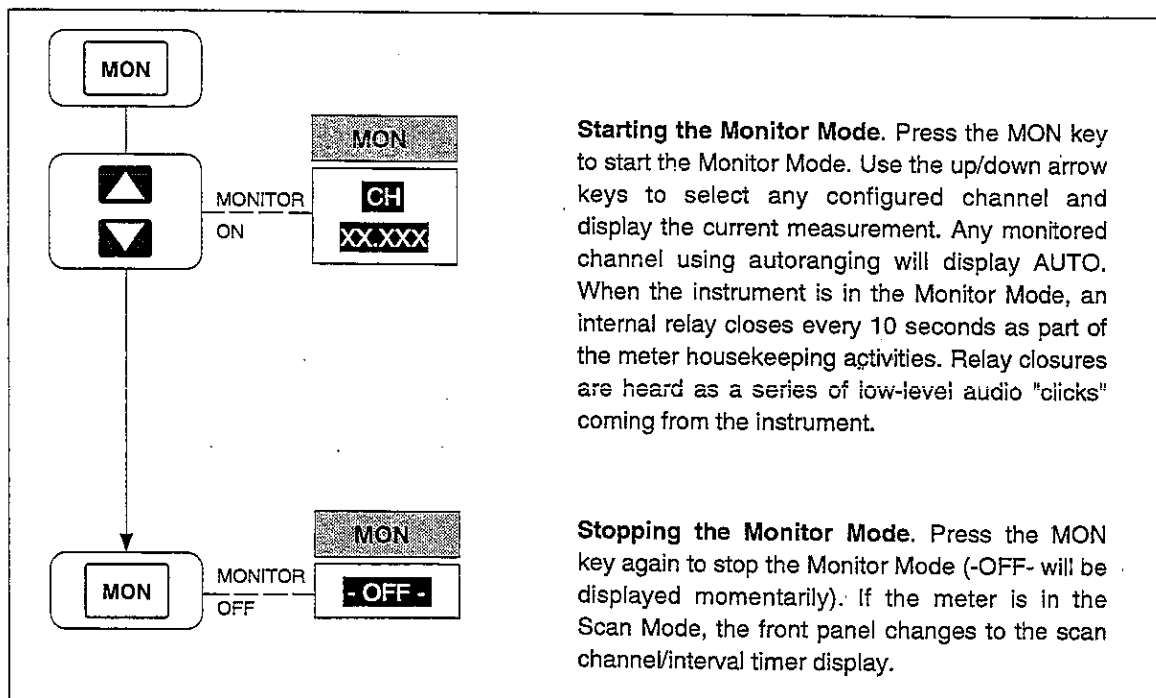 MON
MONITOR
ON
MON
CH
XX.XXX
Starting the Monitor Mode. Press the MON key
to start the Monitor Mode. Use the up/down arrow
keys to select any configured channel and
display the current measurement. Any monitored
channel using autoranging will display AUTO.
When the instrument is in the Monitor Mode, an
internal relay closes every 10 seconds as part of
the meter housekeeping activities. Relay closures
are heard as a series of low-level audio "clicks"
coming from the instrument.
MON
MONITOR
OFF
MON
- OFF -
Stopping the Monitor Mode. Press the MON
key again to stop the Monitor Mode (-OFF- will be
displayed momentarily). If the meter is in the
Scan Mode, the front panel changes to the scan
channel/interval timer display.